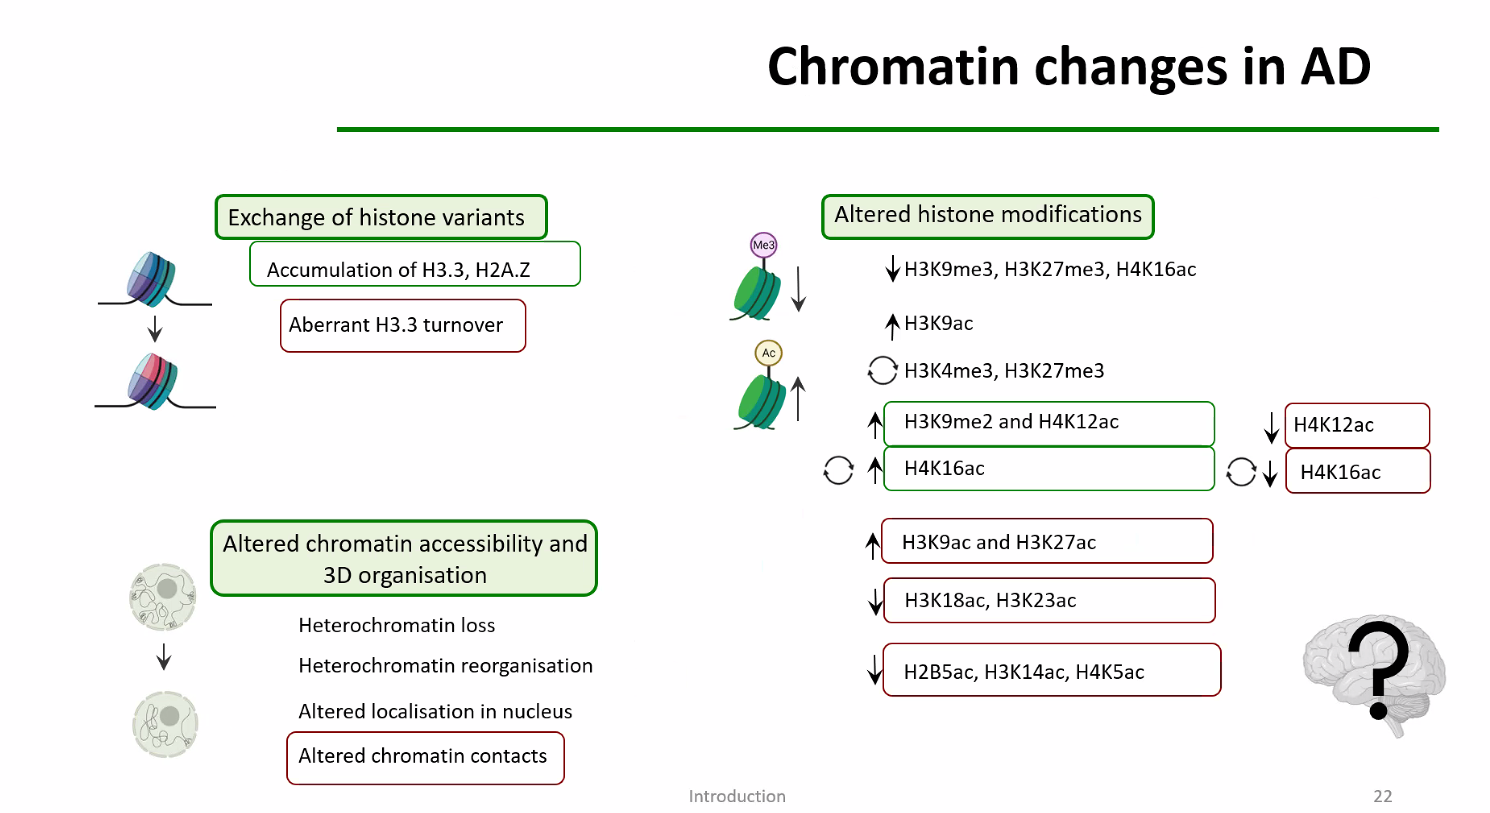 Chromatin changes in AD
Exchange of histone variants
Accumulation of H3.3, H2A.Z
Aberrant H3.3 turnover
Altered chromatin accessibility and
3D organisation
Heterochromatin loss
Heterochromatin reorganisation
Altered localisation in nucleus
Altered chromatin contacts
Altered histone modifications
Me3
H3K9me3, H3K27me3, H4K16ac
H3K9ac
Ac
H3K4me3, H3K27me3
H3K9me2 and H4K12ac
H4K12ac
H4K16ac
H4K16ac
H3K9ac and H3K27ac
H3K18ac, H3K23ac
H2B5ac, H3K14ac, H4K5ac
?
Introduction
22